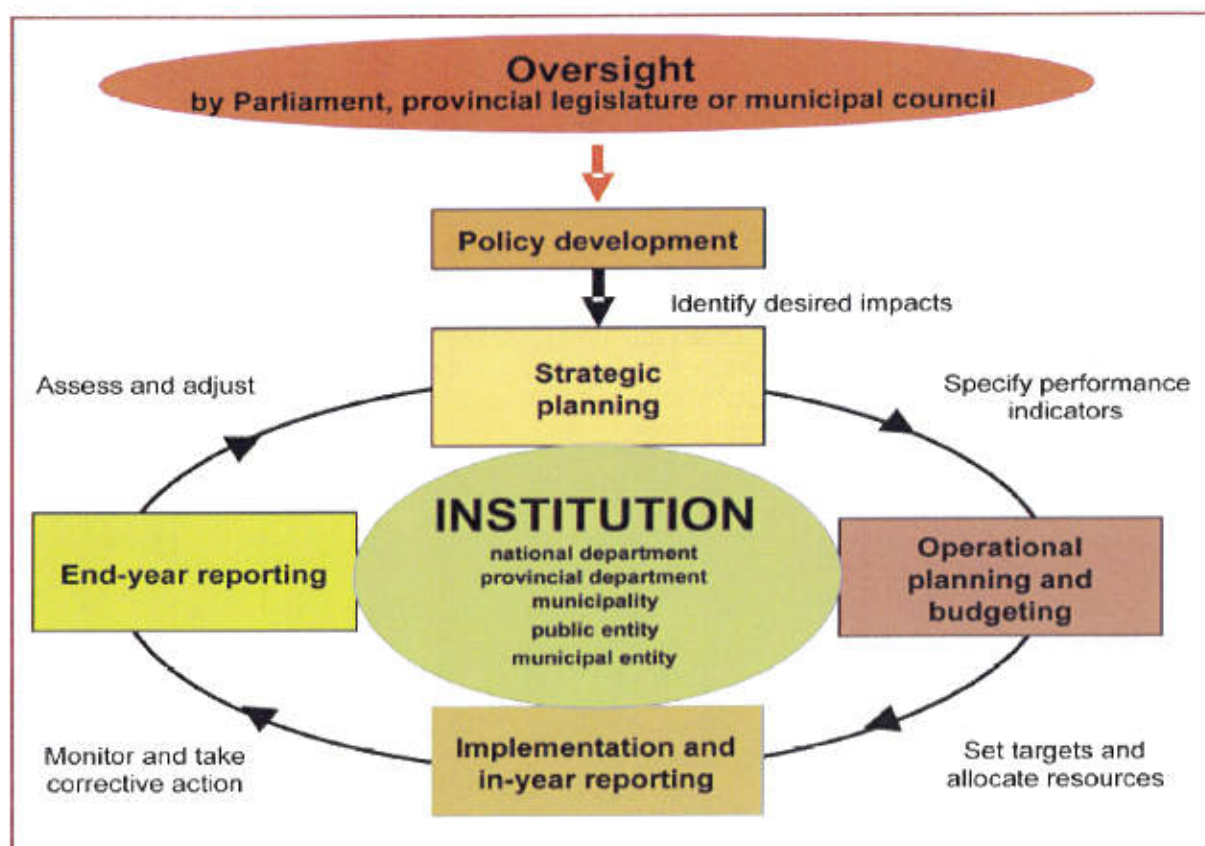 Oversight
by Parliament, provincial legislature or municipal council
Policy development
Identify desired impacts
Strategic
planning
Assess and adjust
Specify performance
indicators
INSTITUTION
national department
provincial department
municipality
public entity
municipal entity
End-year reporting
Operational
planning and
budgeting
Implementation and
in-year reporting
Monitor and take
corrective action
Set targets and
allocate resources